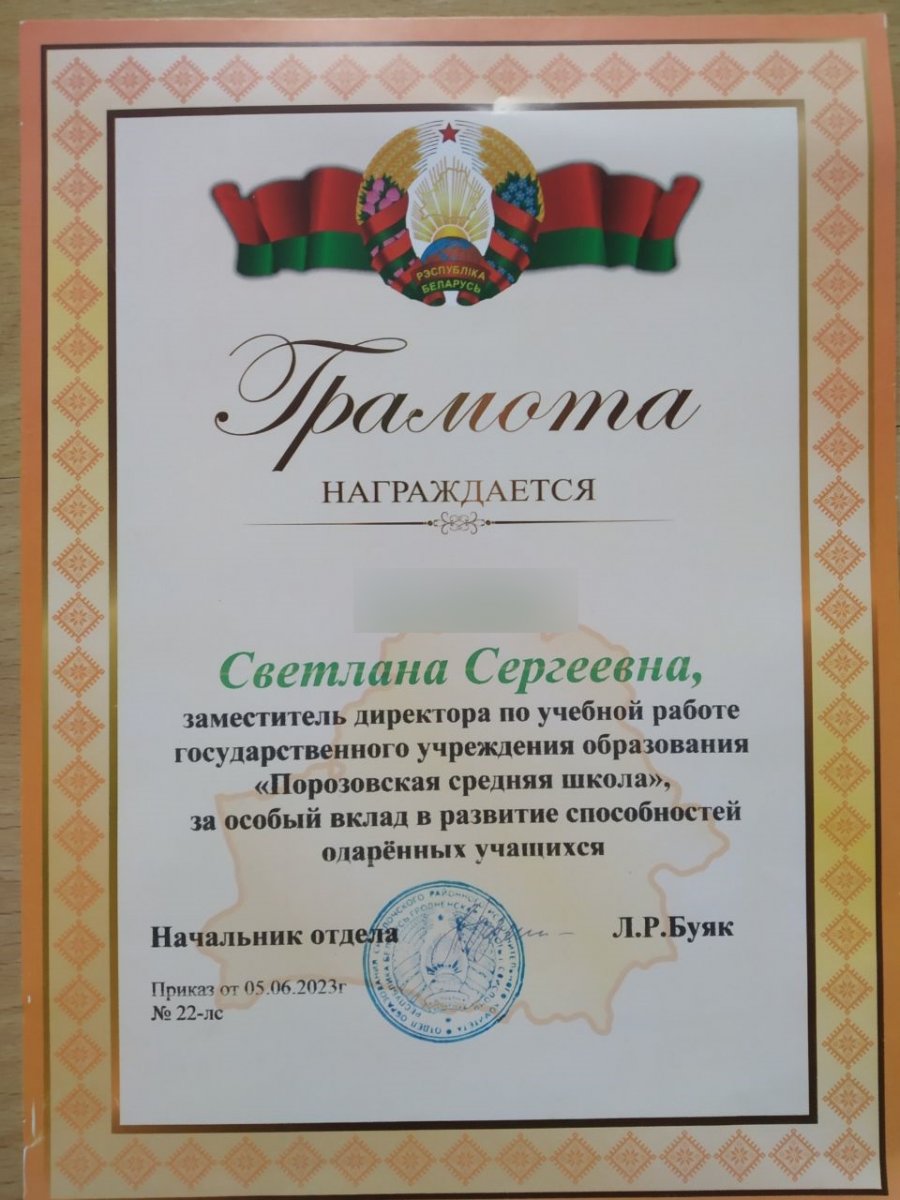 РЭСПУБЛІКА
БЕЛАРУСЬ
Грамота
НАГРАЖДАЕТСЯ
Светлана Сергеевна,
заместитель директора по учебной работе
государственного учреждения образования
«Порозовская средняя школа»,
за особый вклад в развитие способностей
одарённых учащихся
Начальник отдела
Л.Р.Буяк
Приказ от 05.06.2023г
№ 22-лс